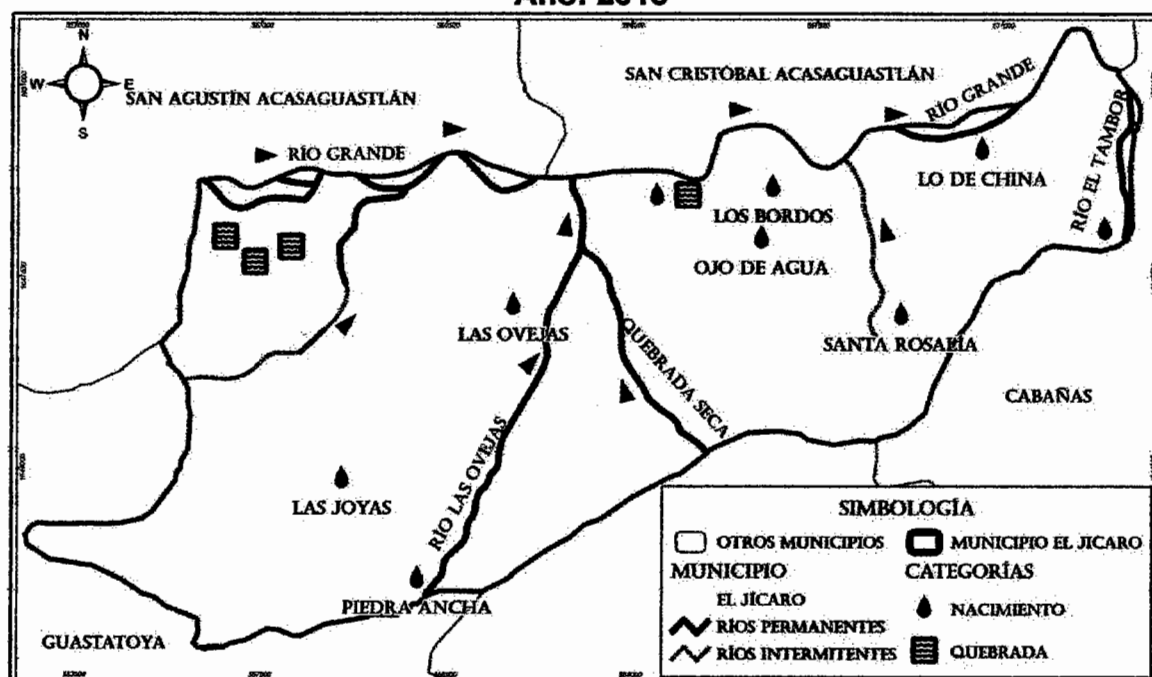 N
W E
S
SAN AGUSTÍN ACASAGUASTLÁN
SAN CRISTÓBAL ACASAGUASTLÁN
RÍO GRANDE
RÍO GRANDE
LO DE CHINA
RÍO EL TAMBOR
LOS BORDOS
OJO DE AGUA
LAS OVEJAS
QUEBRADA SECA
SANTA ROSALÍA
CABAÑAS
LAS JOYAS
RÍO LAS OVEJAS
PIEDRA ANCHA
GUASTATOYA
SIMBOLOGÍA
OTROS MUNICIPIOS
MUNICIPIO EL JICARO
MUNICIPIO
CATEGORÍAS
EL JÍCARO
NACIMIENTO
RÍOS PERMANENTES
RÍOS INTERMITENTES
QUEBRADA